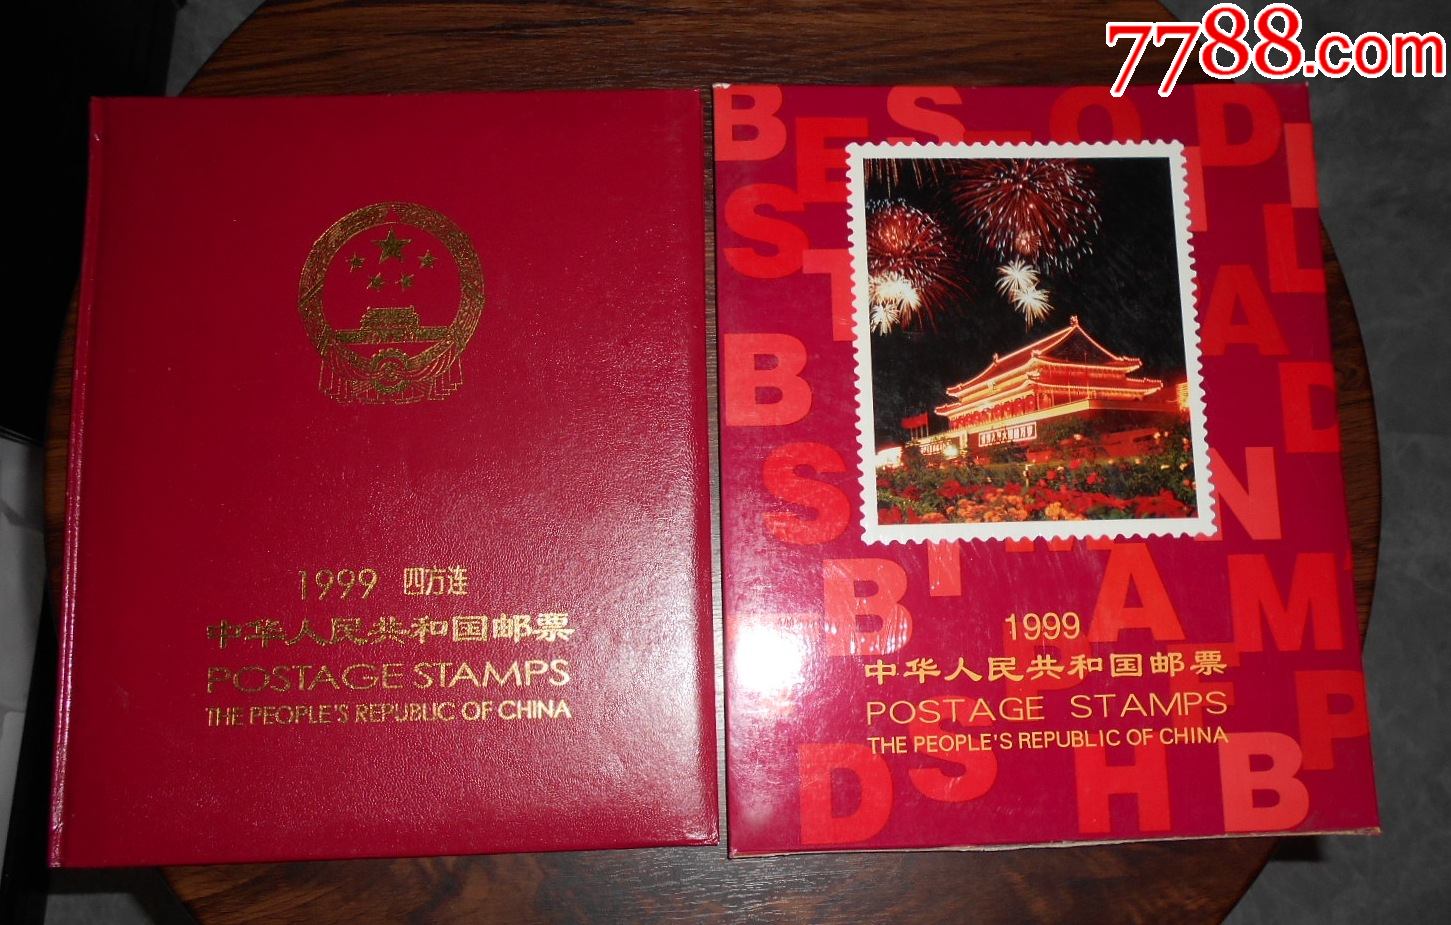 7788.com
1999 四方连
中华人民共和国邮票
POSTAGE STAMPS
THE PEOPLE'S REPUBLIC OF CHINA
1999
中华人民共和国邮票
POSTAGE STAMPS
THE PEOPLE'S REPUBLIC OF CHINA